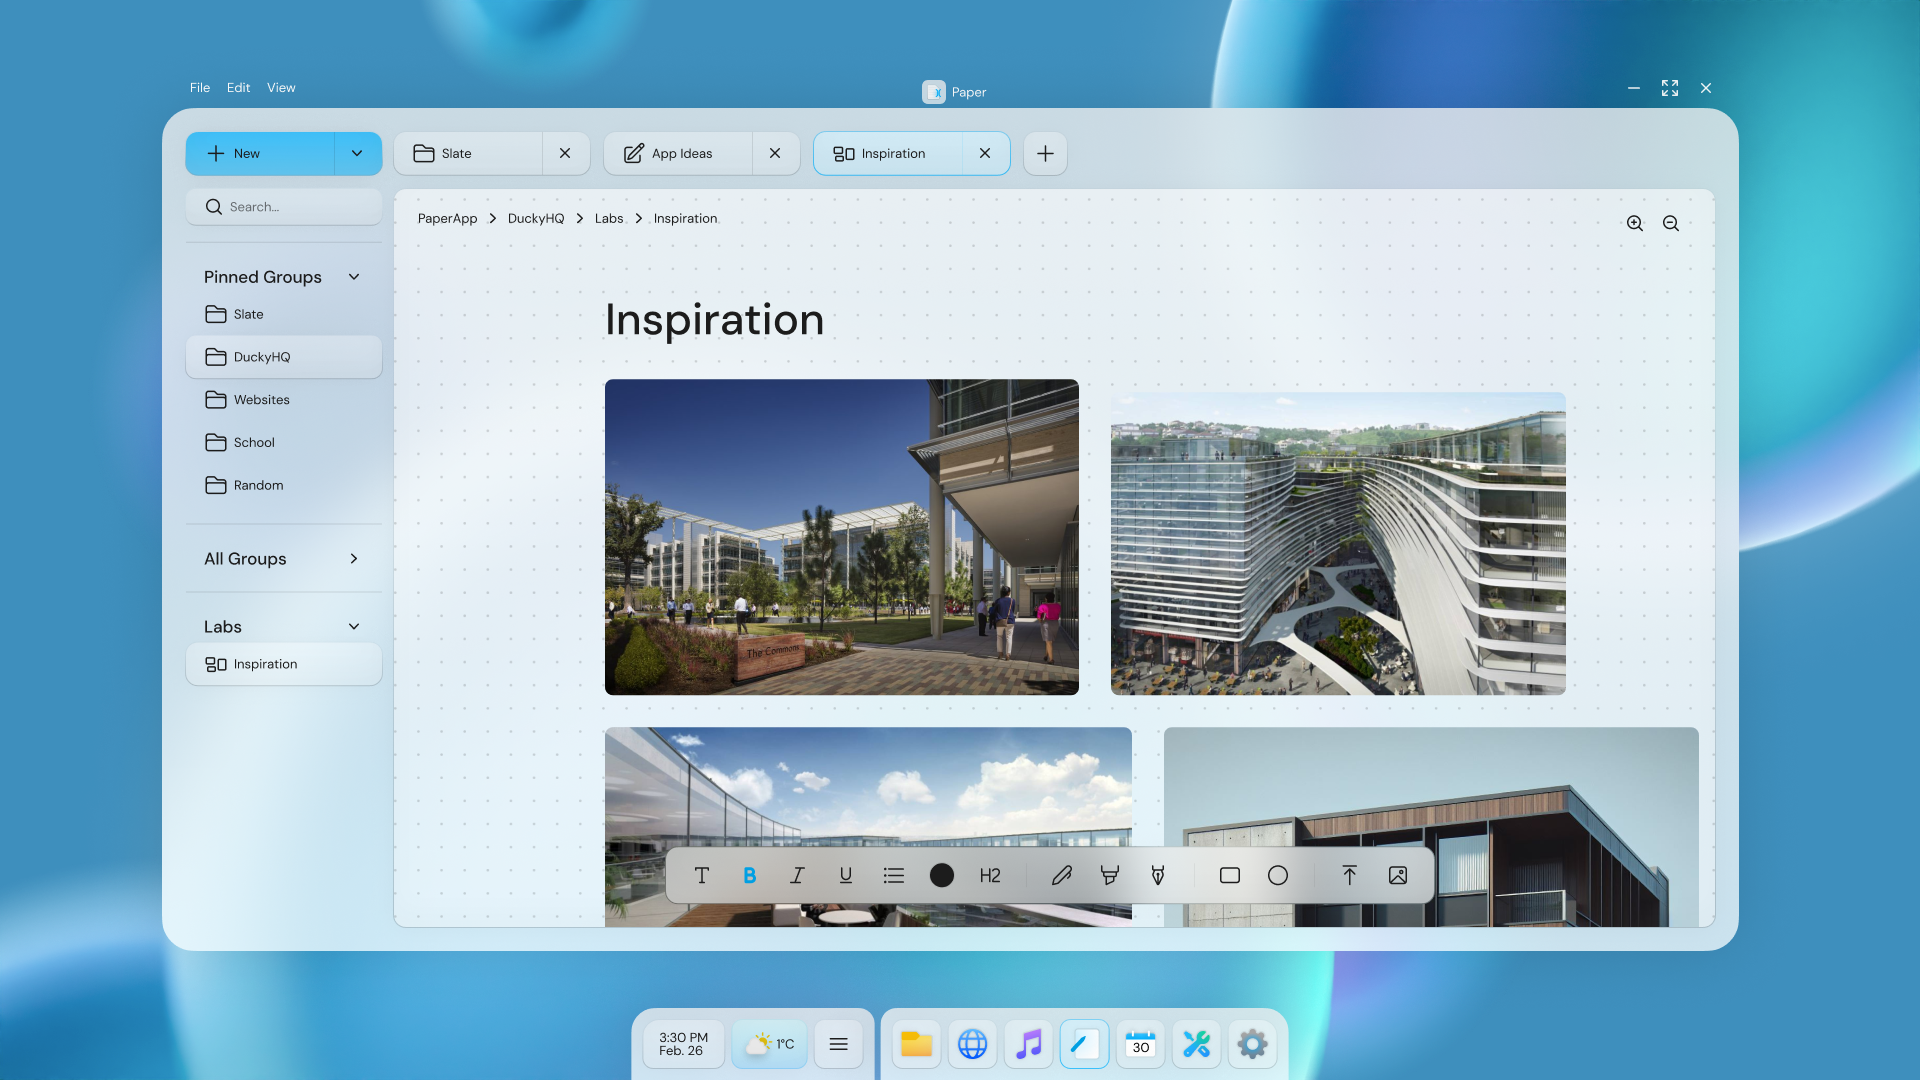 File Edit View
Paper
New
Slate
App Ideas
Inspiration
Search...
PaperApp > DuckyHQ > Labs > Inspiration
Pinned Groups
Slate
DuckyHQ
Websites
School
Random
All Groups
Labs
Inspiration
Inspiration
The Commons
T B I U H2
3:30 PM
Feb. 26
1°C
30